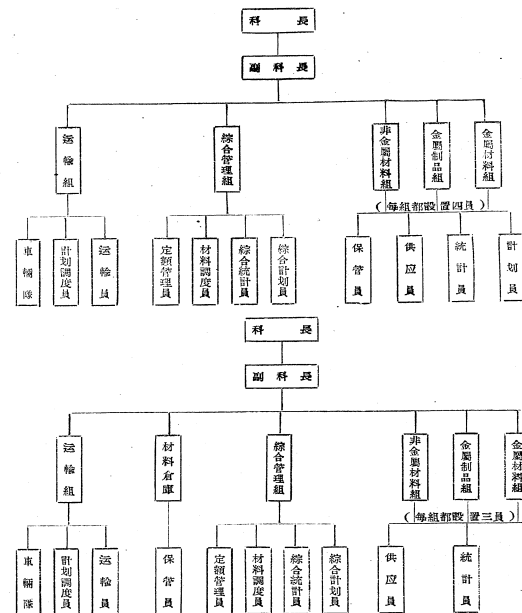 科長
副科長
运輸組
綜合管理組
非金屬材料組
金屬制品組
金屬材料組
(每組都設置四員)
車輛隊
計划調度員
运輸員
定額管理員
材料調度員
綜合統計員
綜合計划員
保管員
供应員
統計員
計划員
科長
副科長
运輸組
材料倉庫
綜合管理組
非金屬材料組
金屬制品組
金屬材料組
(每組都設置三員)
車輛隊
計划調度員
运輸員
保管員
定額管理員
材料調度員
綜合統計員
綜合計划員
供应員
統計員